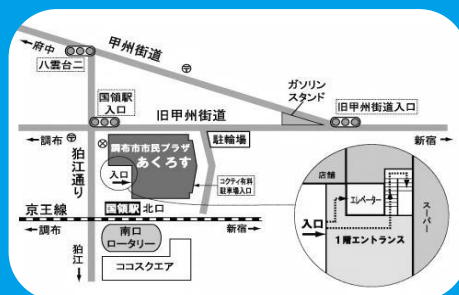 ←府中
甲州街道
八雲台二
国領駅
入口
ガソリン
スタンド
旧甲州街道
旧甲州街道入口
←調布
駐輪場
新宿→
狛江通り
調布市市民プラザ
あくろす
入口
コクティ有料
駐車場入口
京王線
国領駅
北口
←調布
新宿→
南口
ロータリー
狛江
ココスクエア
店舗
エレベーター
スーパー
入口
1階エントランス